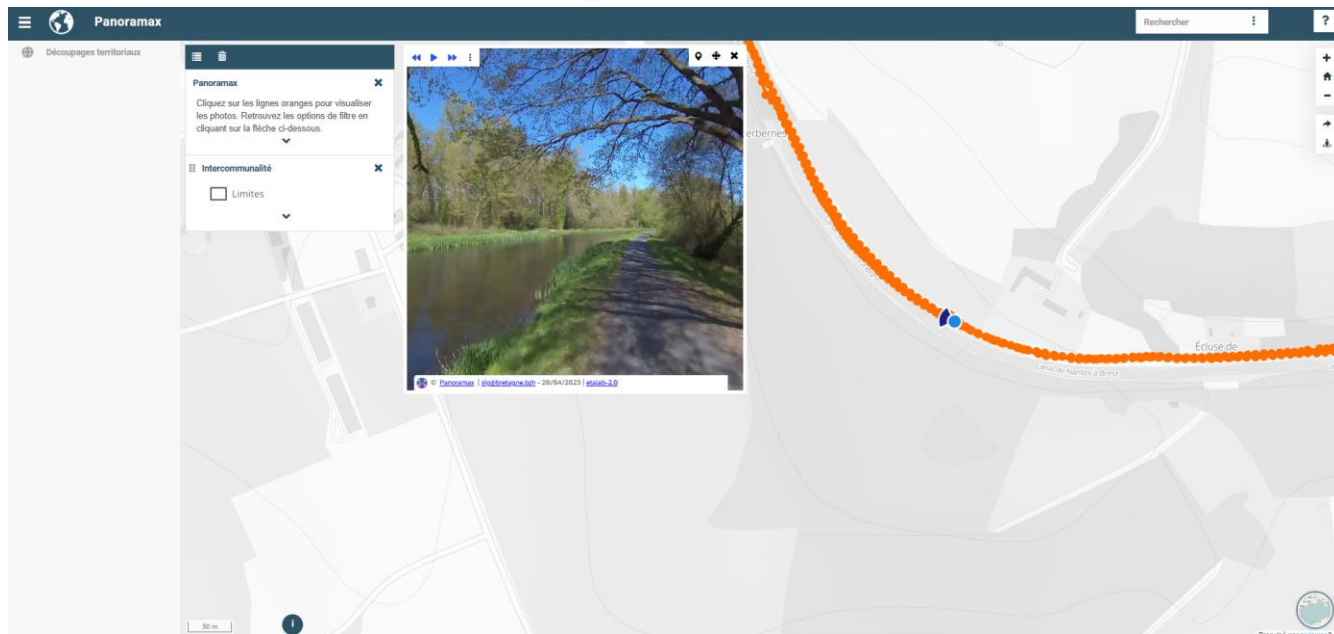 Panoramax
Rechercher
?
Découpages territoriaux
Panoramax
Cliquez sur les lignes oranges pour visualiser
les photos. Retrouvez les options de filtre en
cliquant sur la flèche ci-dessous.
Intercommunalité
Limites
© Panoramax | sig@bretagne.bzh - 20/04/2023 | etalab-2.0
Écluse de
Canal de Nantes à Brest
50 m